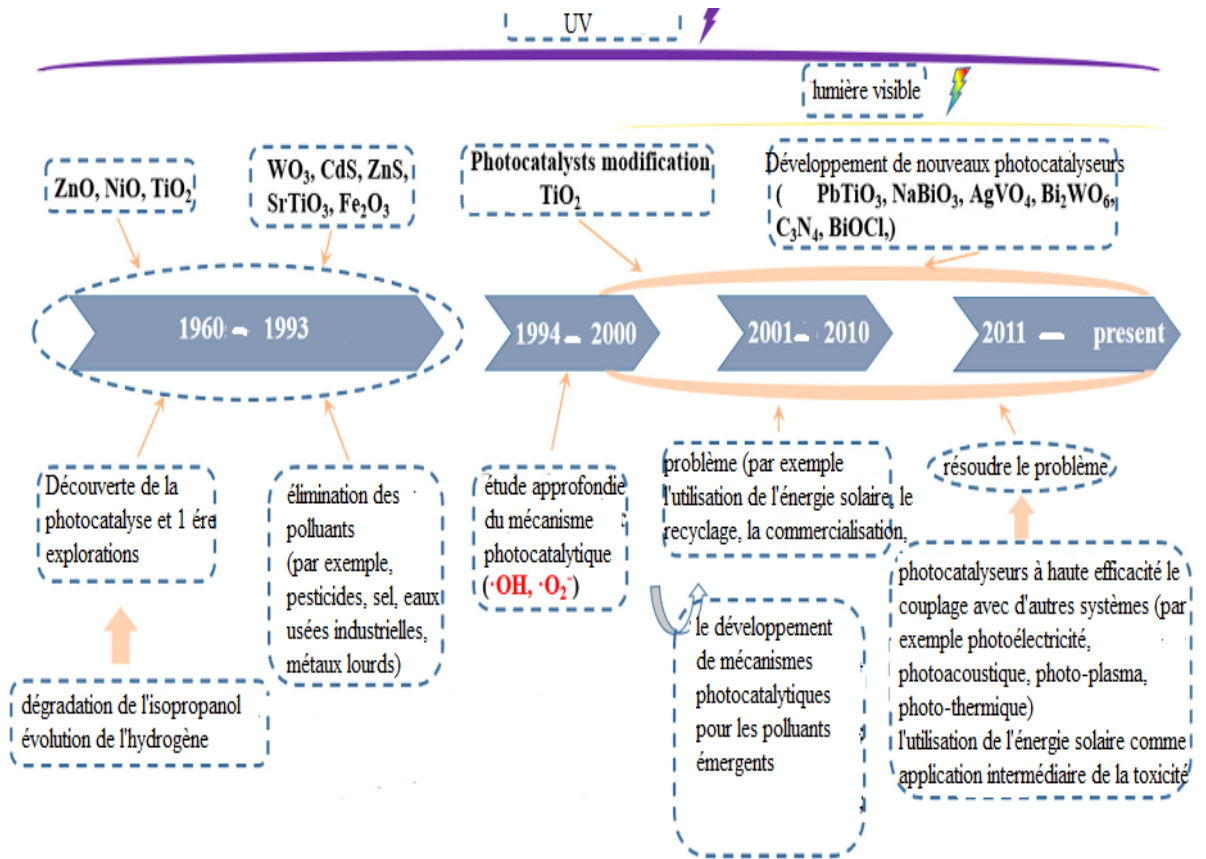 UV
lumière visible
ZnO, NiO, TiO₂
WO₃, CdS, ZnS,
SrTiO₃, Fe₂O₃
Photocatalysts modification
TiO₂
Développement de nouveaux photocatalyseurs
( PbTiO₃, NaBiO₃, AgVO₄, Bi₂WO₆,
C₃N₄, BiOCl,)
1960 – 1993
1994 – 2000
2001– 2010
2011 — present
Découverte de la
photocatalyse et 1 ére
explorations
dégradation de l'isopropanol
évolution de l'hydrogène
élimination des
polluants
(par exemple,
pesticides, sel, eaux
usées industrielles,
métaux lourds)
étude approfondie
du mécanisme
photocatalytique
(·OH, ·O₂⁻)
problème (par exemple
l'utilisation de l'énergie solaire, le
recyclage, la commercialisation,
le développement
de mécanismes
photocatalytiques
pour les polluants
émergents
résoudre le problème,
photocatalyseurs à haute efficacité le
couplage avec d'autres systèmes (par
exemple photoélectricité,
photoacoustique, photo-plasma,
photo-thermique)
l'utilisation de l'énergie solaire comme
application intermédiaire de la toxicité